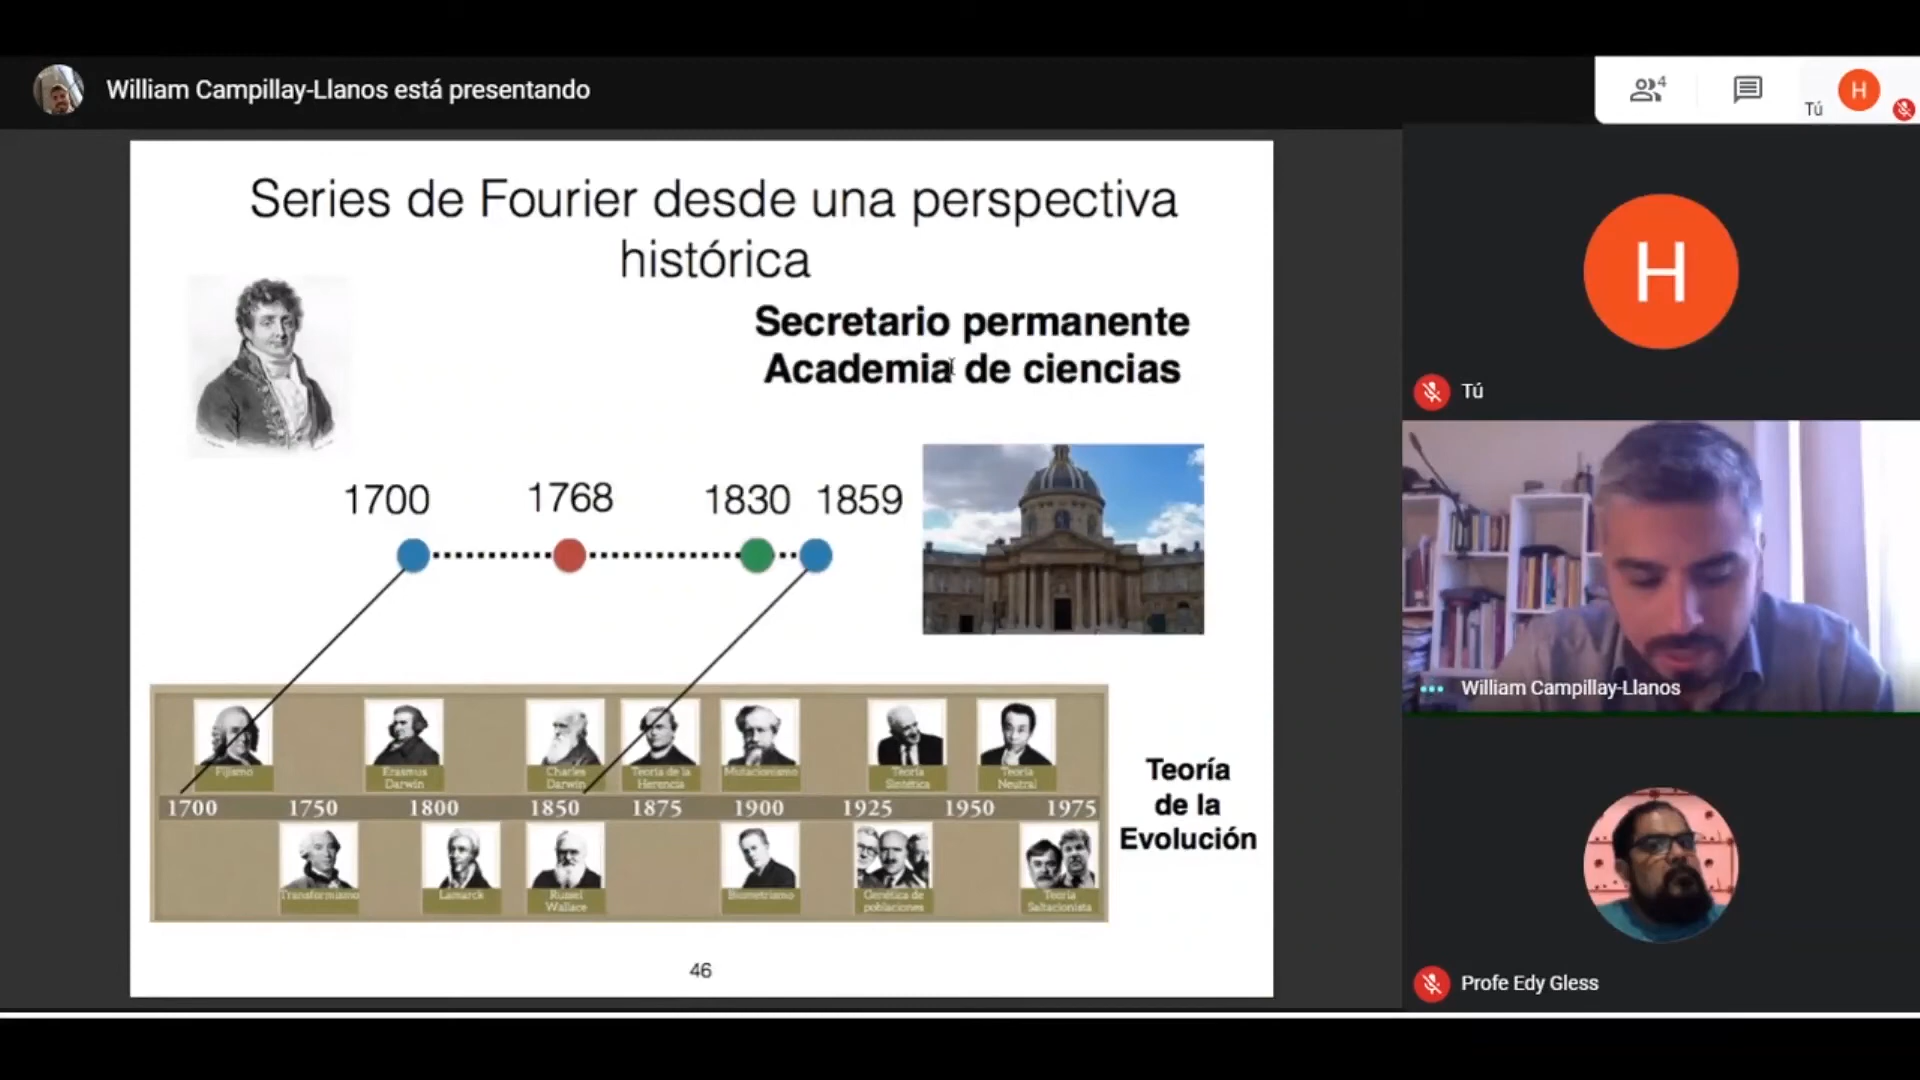 William Campillay-Llanos está presentando
4
Tú
H
Series de Fourier desde una perspectiva
histórica
Secretario permanente
Academia de ciencias
1700 1768 1830 1859
Fijismo
Erasmus
Darwin
Charles
Darwin
Teoría de la
Herencia
Mutacionismo
Teoría
Sintética
Teoría
Neutral
1700 1750 1800 1850 1875 1900 1925 1950 1975
Transformismo
Lamarck
Russel
Wallace
Biometrismo
Genética de
poblaciones
Teoría
Saltacionista
Teoría
de la
Evolución
46
H
Tú
William Campillay-Llanos
Profe Edy Gless